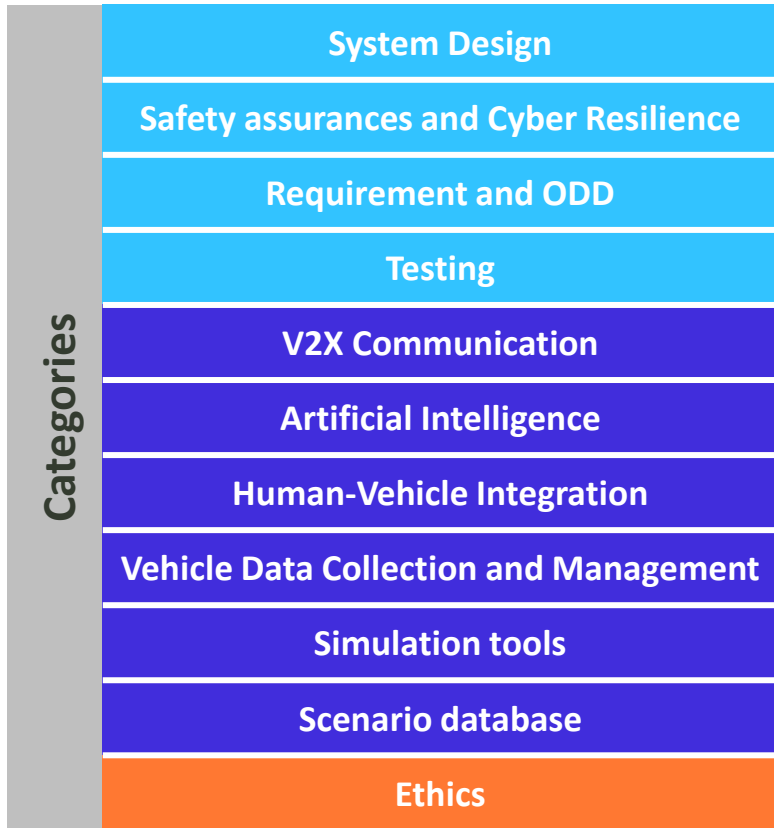 Categories
System Design
Safety assurances and Cyber Resilience
Requirement and ODD
Testing
V2X Communication
Artificial Intelligence
Human-Vehicle Integration
Vehicle Data Collection and Management
Simulation tools
Scenario database
Ethics